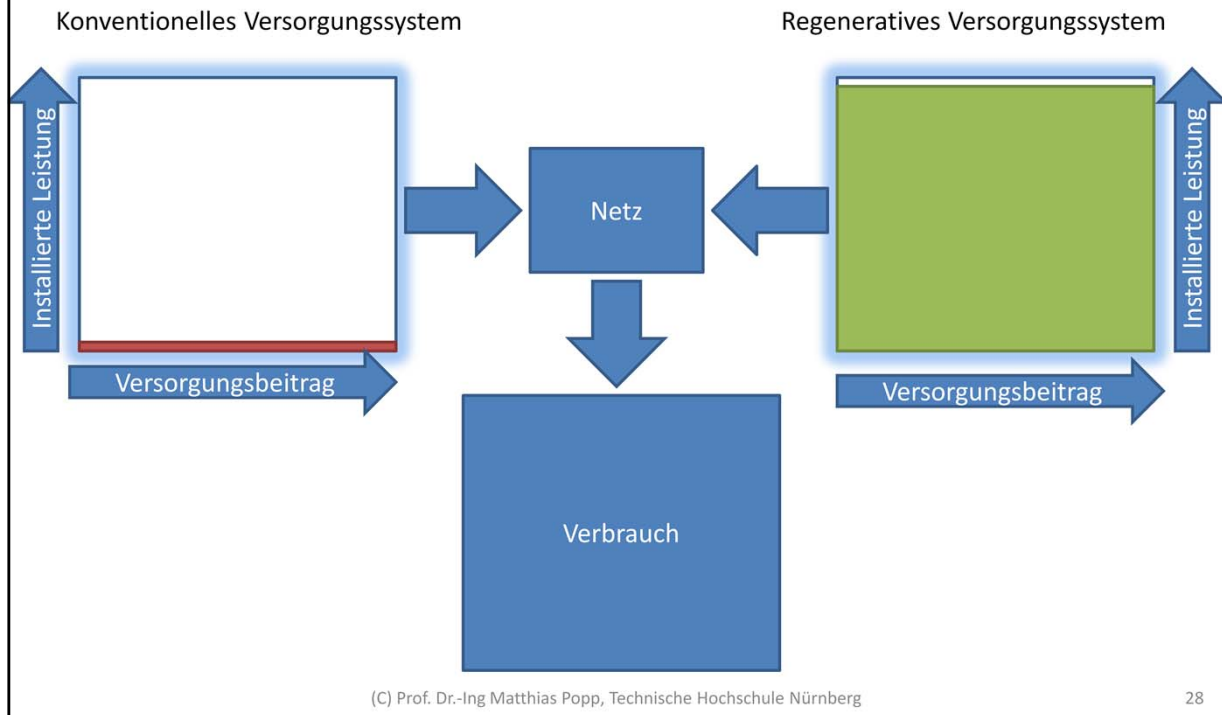 Konventionelles Versorgungssystem
Regeneratives Versorgungssystem
Installierte Leistung
Netz
Installierte Leistung
Versorgungsbeitrag
Versorgungsbeitrag
Verbrauch
(C) Prof. Dr.-Ing Matthias Popp, Technische Hochschule Nürnberg
28